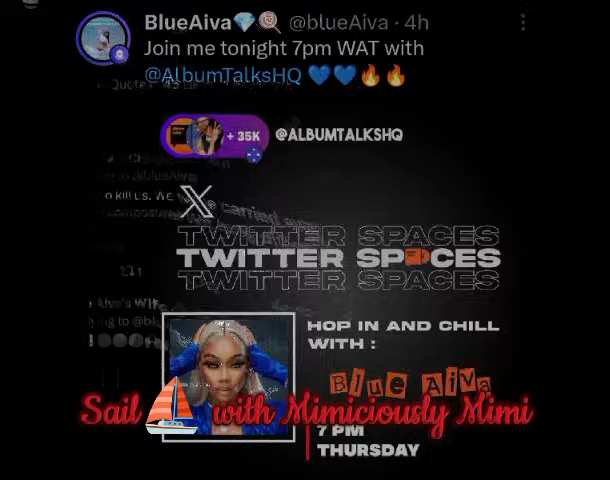 BlueAiva💎🍭 @blueAiva · 4h
Join me tonight 7pm WAT with
@AlbumTalksHQ 💙💙🔥🔥
+ 35K @ALBUMTALKSHQ
TWITTER SPACES
TWITTER SPACES
TWITTER SPACES
HOP IN AND CHILL
WITH :
Blue Aiva
Sail ⛵ with Mimiciously Mimi
7 PM
THURSDAY